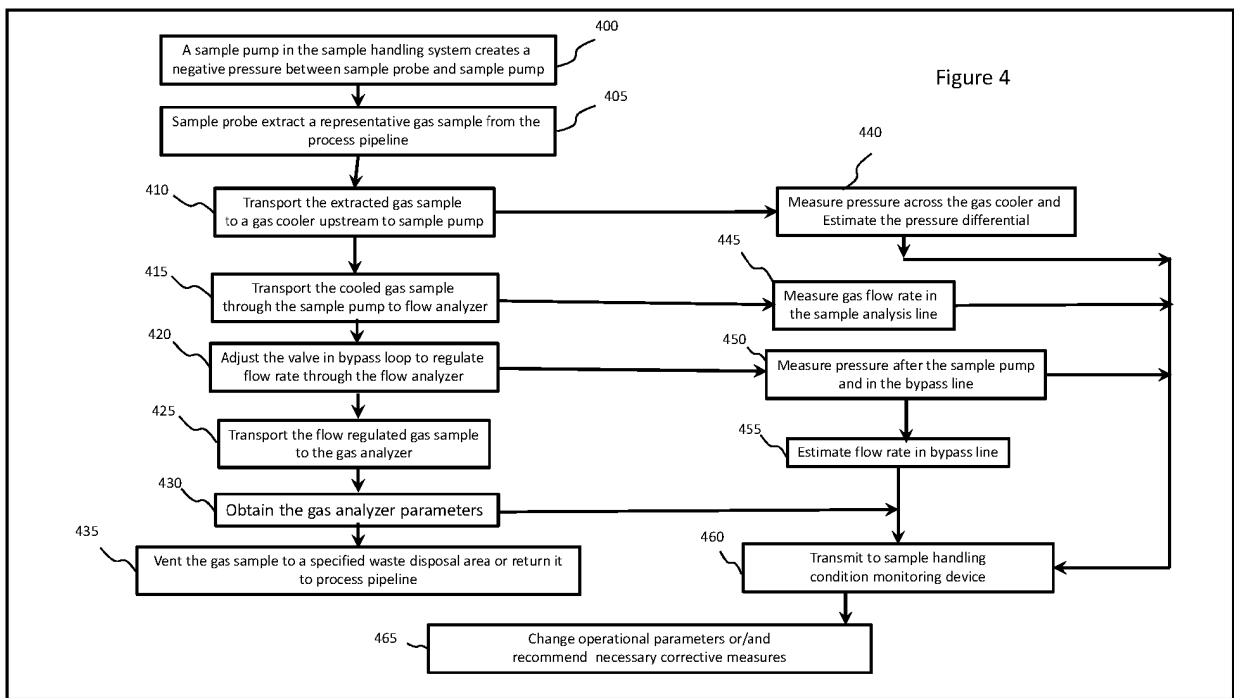 400
A sample pump in the sample handling system creates a
negative pressure between sample probe and sample pump
Figure 4
405
Sample probe extract a representative gas sample from the
process pipeline
410
Transport the extracted gas sample
to a gas cooler upstream to sample pump
440
Measure pressure across the gas cooler and
Estimate the pressure differential
415
Transport the cooled gas sample
through the sample pump to flow analyzer
445
Measure gas flow rate in
the sample analysis line
420
Adjust the valve in bypass loop to regulate
flow rate through the flow analyzer
450
Measure pressure after the sample pump
and in the bypass line
425
Transport the flow regulated gas sample
to the gas analyzer
455
Estimate flow rate in bypass line
430
Obtain the gas analyzer parameters
435
Vent the gas sample to a specified waste disposal area or return it
to process pipeline
460
Transmit to sample handling
condition monitoring device
465
Change operational parameters or/and
recommend necessary corrective measures